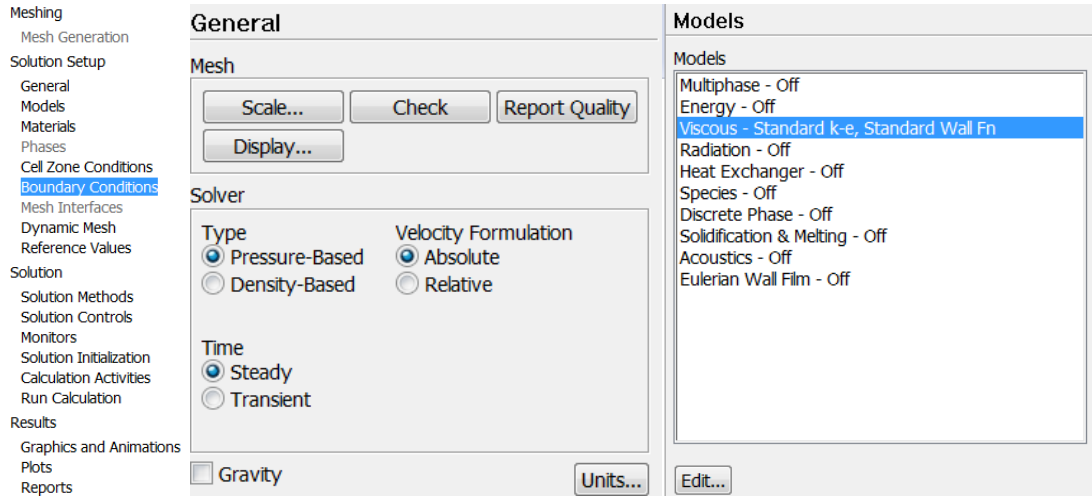 Meshing
Mesh Generation
Solution Setup
General
Models
Materials
Phases
Cell Zone Conditions
Boundary Conditions
Mesh Interfaces
Dynamic Mesh
Reference Values
Solution
Solution Methods
Solution Controls
Monitors
Solution Initialization
Calculation Activities
Run Calculation
Results
Graphics and Animations
Plots
Reports
General
Mesh
Scale... Check Report Quality
Display...
Solver
Type Velocity Formulation
Pressure-Based Absolute
Density-Based Relative
Time
Steady
Transient
Gravity Units...
Models
Models
Multiphase - Off
Energy - Off
Viscous - Standard k-e, Standard Wall Fn
Radiation - Off
Heat Exchanger - Off
Species - Off
Discrete Phase - Off
Solidification & Melting - Off
Acoustics - Off
Eulerian Wall Film - Off
Edit...